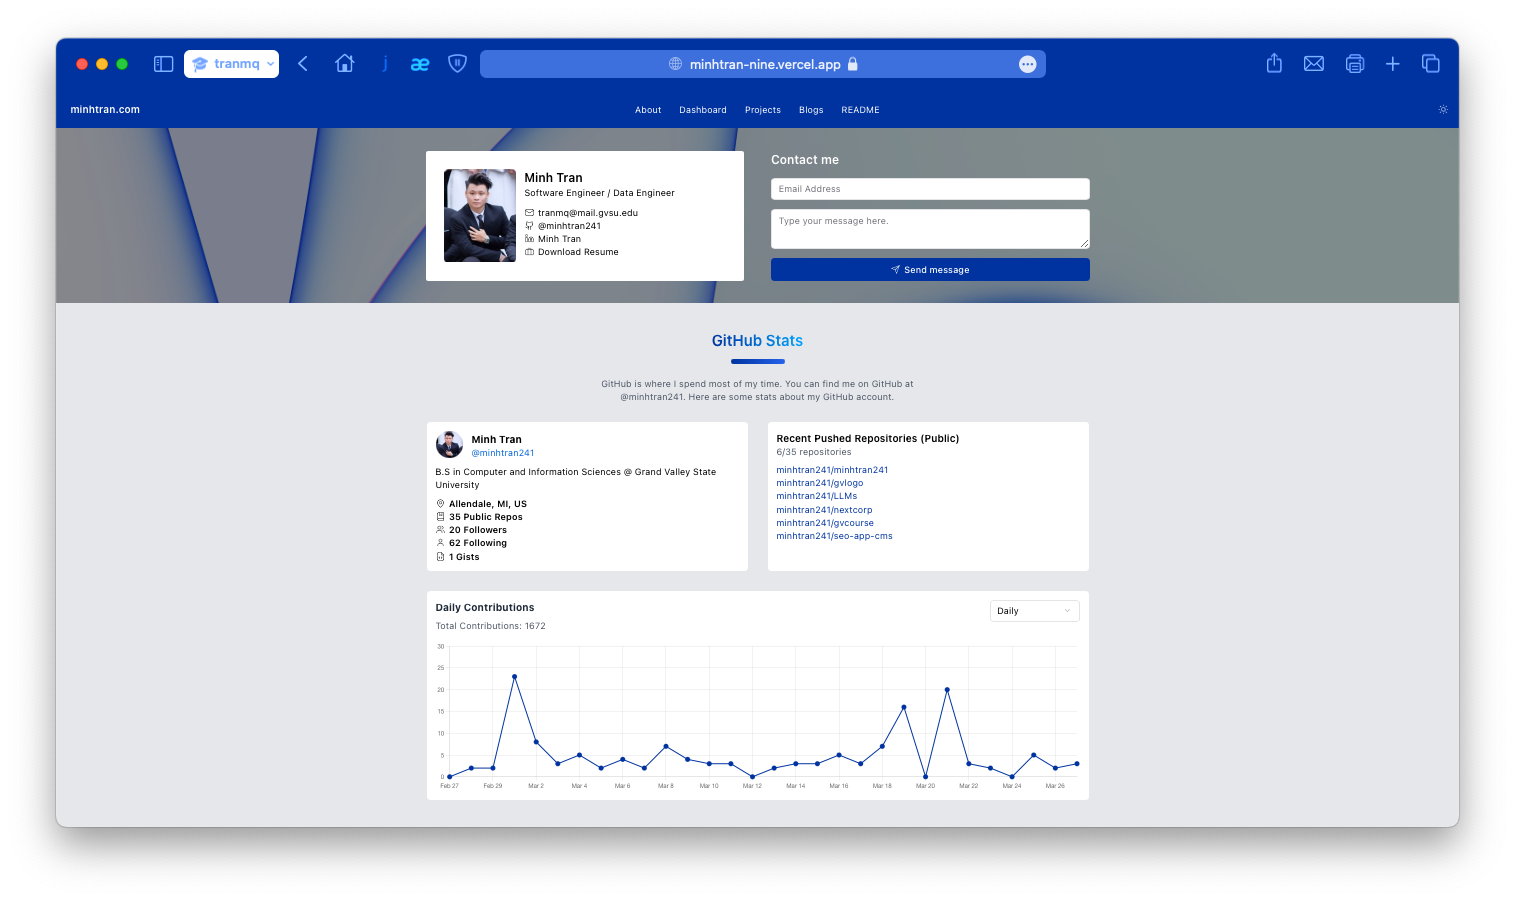 tranmq
j
æ
minhtran-nine.vercel.app
minhtran.com
About Dashboard Projects Blogs README
Minh Tran
Software Engineer / Data Engineer
tranmq@mail.gvsu.edu
@minhtran241
Minh Tran
Download Resume
Contact me
Email Address
Type your message here.
Send message
GitHub Stats
GitHub is where I spend most of my time. You can find me on GitHub at
@minhtran241. Here are some stats about my GitHub account.
Minh Tran
@minhtran241
B.S in Computer and Information Sciences @ Grand Valley State
University
Allendale, MI, US
35 Public Repos
20 Followers
62 Following
1 Gists
Recent Pushed Repositories (Public)
6/35 repositories
minhtran241/minhtran241
minhtran241/gvlogo
minhtran241/LLMs
minhtran241/nextcorp
minhtran241/gvcourse
minhtran241/seo-app-cms
Daily Contributions
Daily
Total Contributions: 1672
30
25
20
15
10
5
0
Feb 27 Feb 29 Mar 2 Mar 4 Mar 6 Mar 8 Mar 10 Mar 12 Mar 14 Mar 16 Mar 18 Mar 20 Mar 22 Mar 24 Mar 26